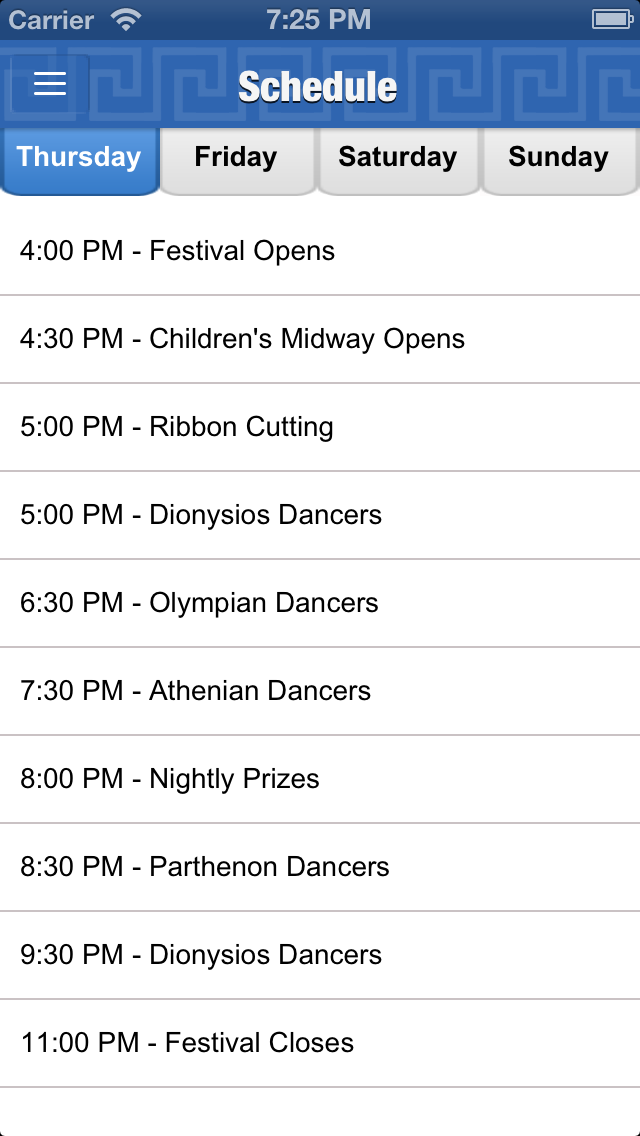 Carrier 7:25 PM
Schedule
Thursday Friday Saturday Sunday
4:00 PM - Festival Opens
4:30 PM - Children's Midway Opens
5:00 PM - Ribbon Cutting
5:00 PM - Dionysios Dancers
6:30 PM - Olympian Dancers
7:30 PM - Athenian Dancers
8:00 PM - Nightly Prizes
8:30 PM - Parthenon Dancers
9:30 PM - Dionysios Dancers
11:00 PM - Festival Closes